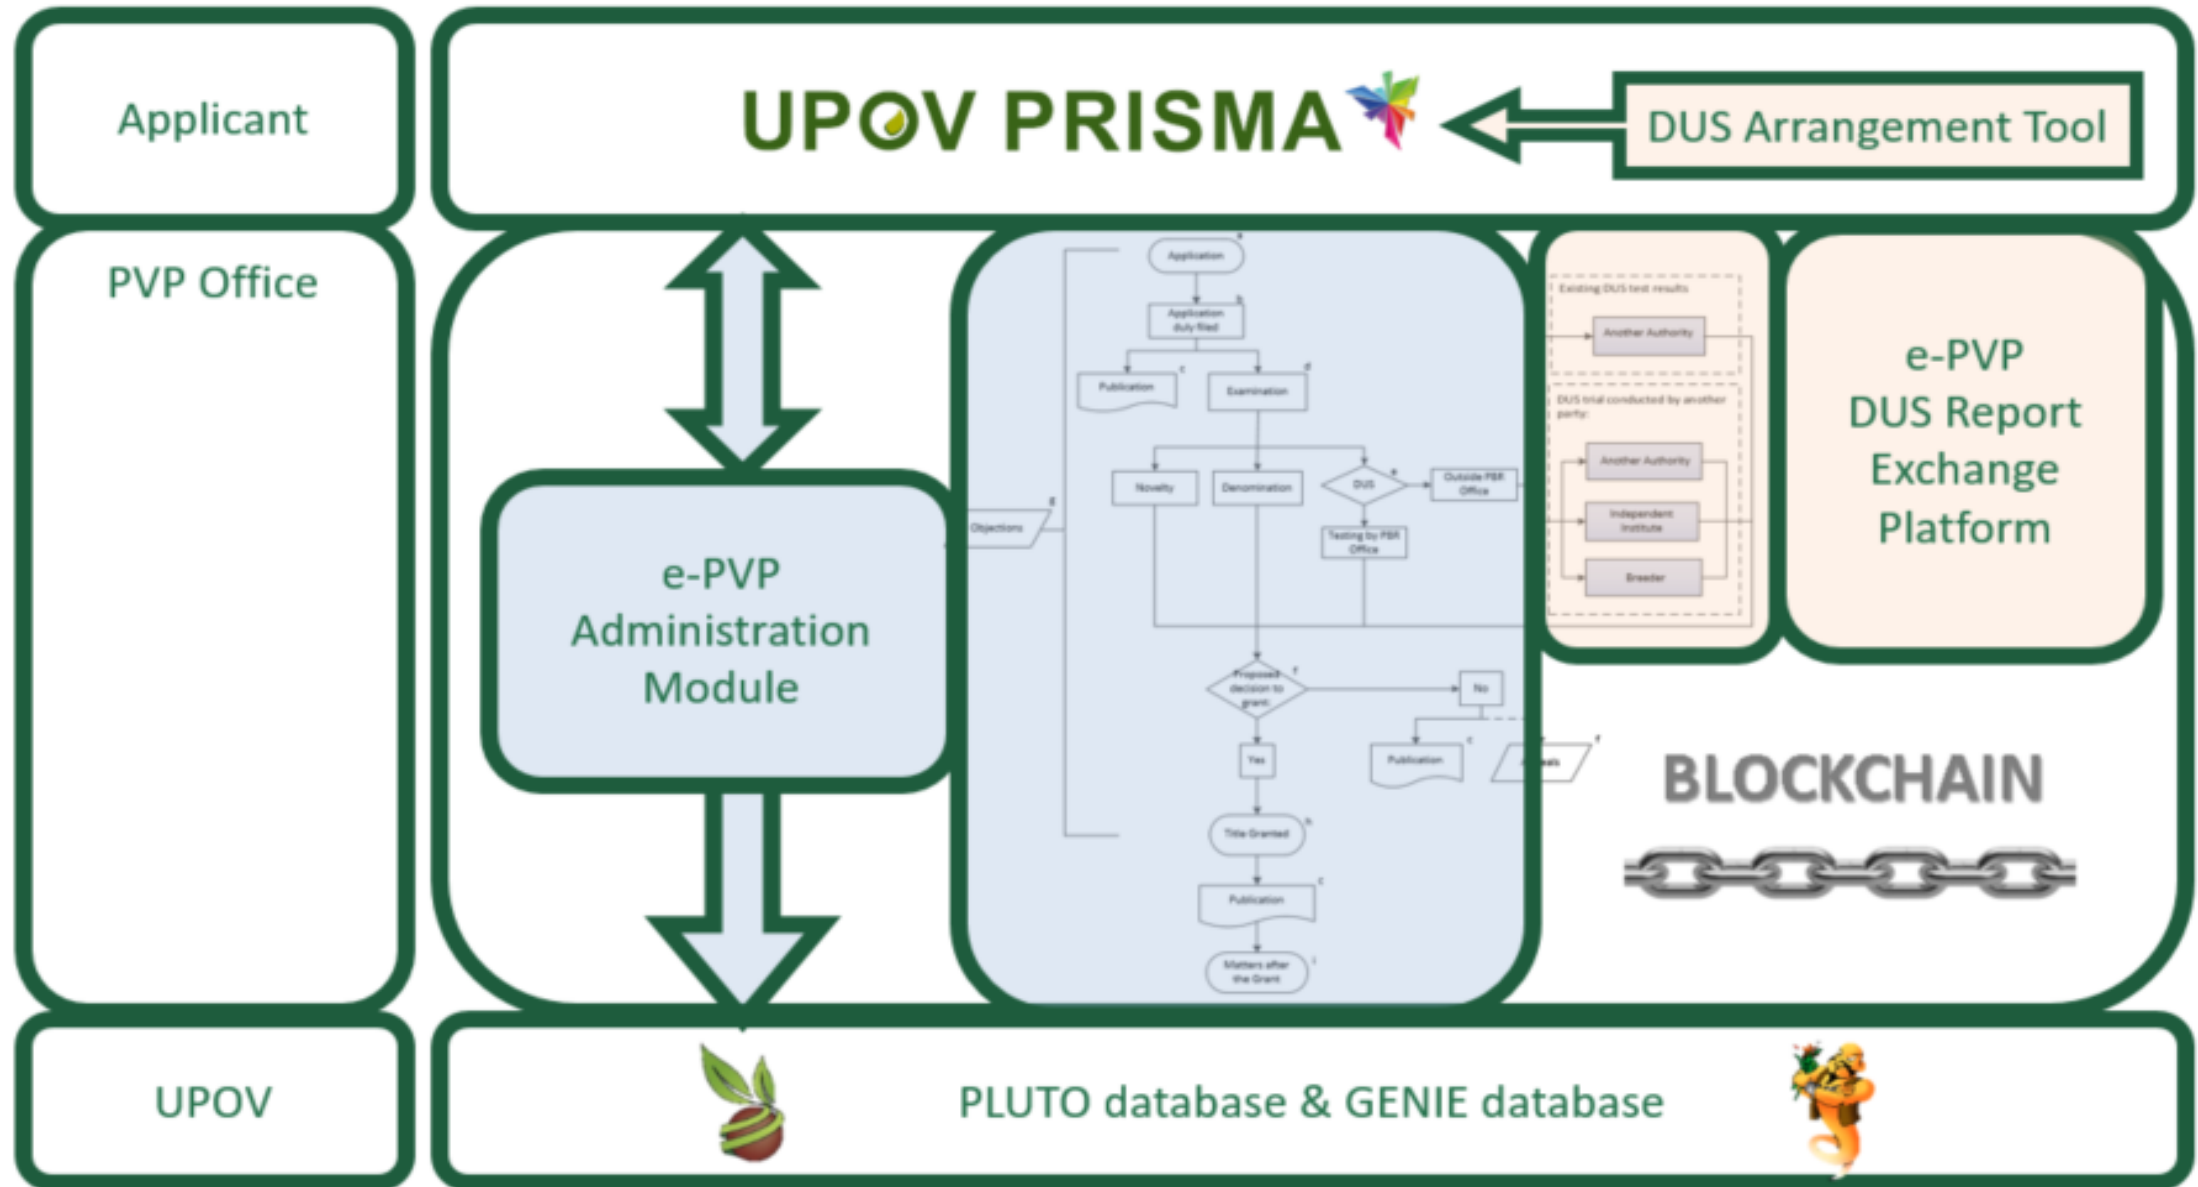 Applicant
UPOV PRISMA
DUS Arrangement Tool
PVP Office
e-PVP
Administration
Module
Application
a
Application
duly filed
b
Publication
c
Examination
d
Novelty
Denomination
DUS
e
Outside PBR
Office
Testing by PBR
Office
Objections
g
Proposed
decision to
grant:
f
No
Yes
Publication
c
f
Title Granted
h
Publication
c
Matters after
the Grant
i
Existing DUS test results
Another Authority
DUS trial conducted by another
party:
Another Authority
Independent
Institute
Breeder
e-PVP
DUS Report
Exchange
Platform
BLOCKCHAIN
UPOV
PLUTO database & GENIE database